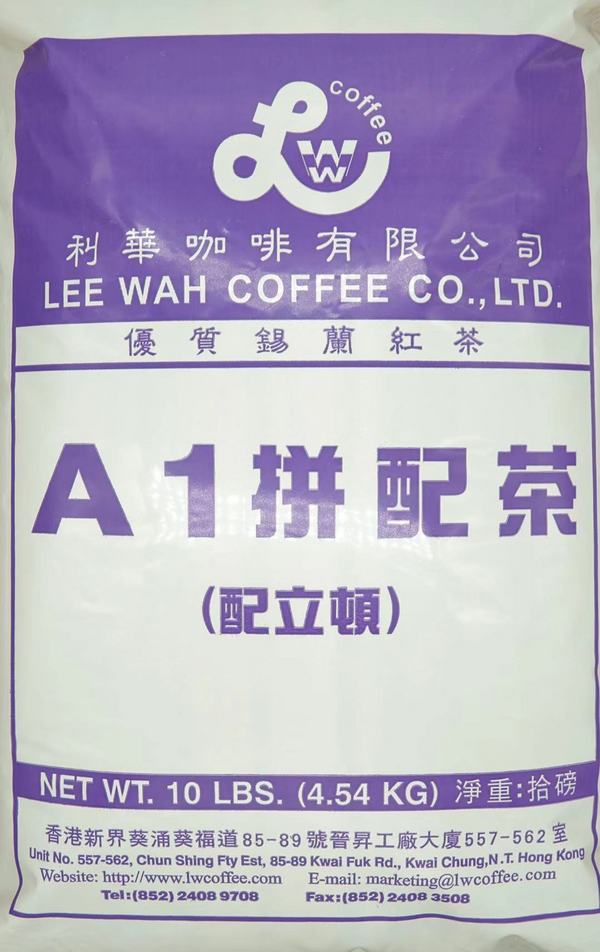 coffee
LW
W
利華咖啡有限公司
LEE WAH COFFEE CO.,LTD.
優質錫蘭紅茶
A1拼配茶
(配立頓)
NET WT. 10 LBS. (4.54 KG) 淨重:拾磅
香港新界葵涌葵福道85-89號晉昇工廠大廈557-562室
Unit No. 557-562, Chun Shing Fty Est, 85-89 Kwai Fuk Rd., Kwai Chung,N.T. Hong Kong
Website: http://www.lwcoffee.com E-mail: marketing@lwcoffee.com
Tel:(852) 2408 9708 Fax:(852) 2408 3508